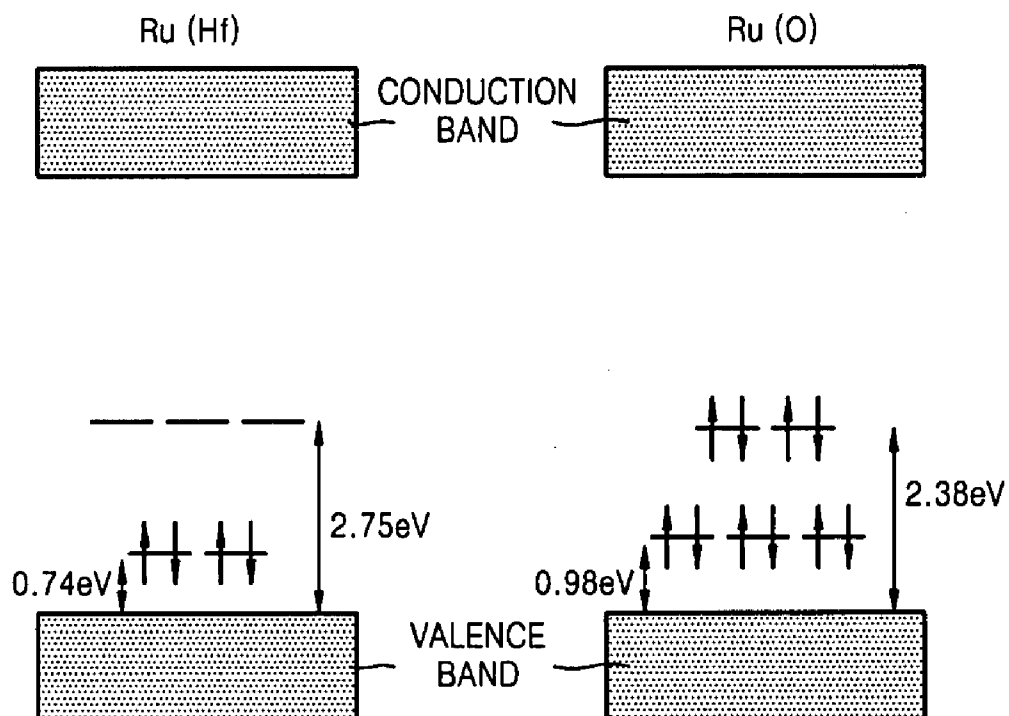 Ru (Hf)
Ru (O)
CONDUCTION
BAND
2.75eV
0.74eV
2.38eV
0.98eV
VALENCE
BAND